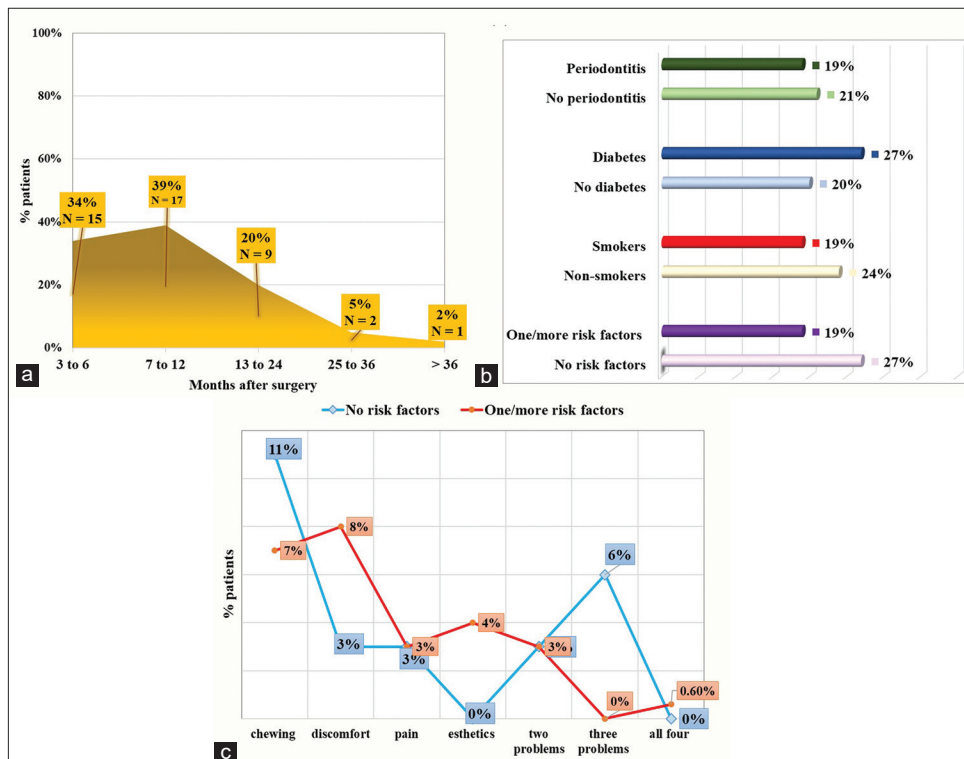 100%
80%
60%
40%
20%
0%
% patients
34%
N = 15
39%
N = 17
20%
N = 9
5%
N = 2
2%
N = 1
3 to 6
7 to 12
13 to 24
25 to 36
> 36
Months after surgery
a
Periodontitis
19%
No periodontitis
21%
Diabetes
27%
No diabetes
20%
Smokers
19%
Non-smokers
24%
One/more risk factors
19%
No risk factors
27%
b
No risk factors
One/more risk factors
% patients
11%
7%
3%
8%
3%
3%
0%
4%
3%
6%
0%
0%
0.60%
chewing
discomfort
pain
esthetics
two
problems
three
problems
all four
c